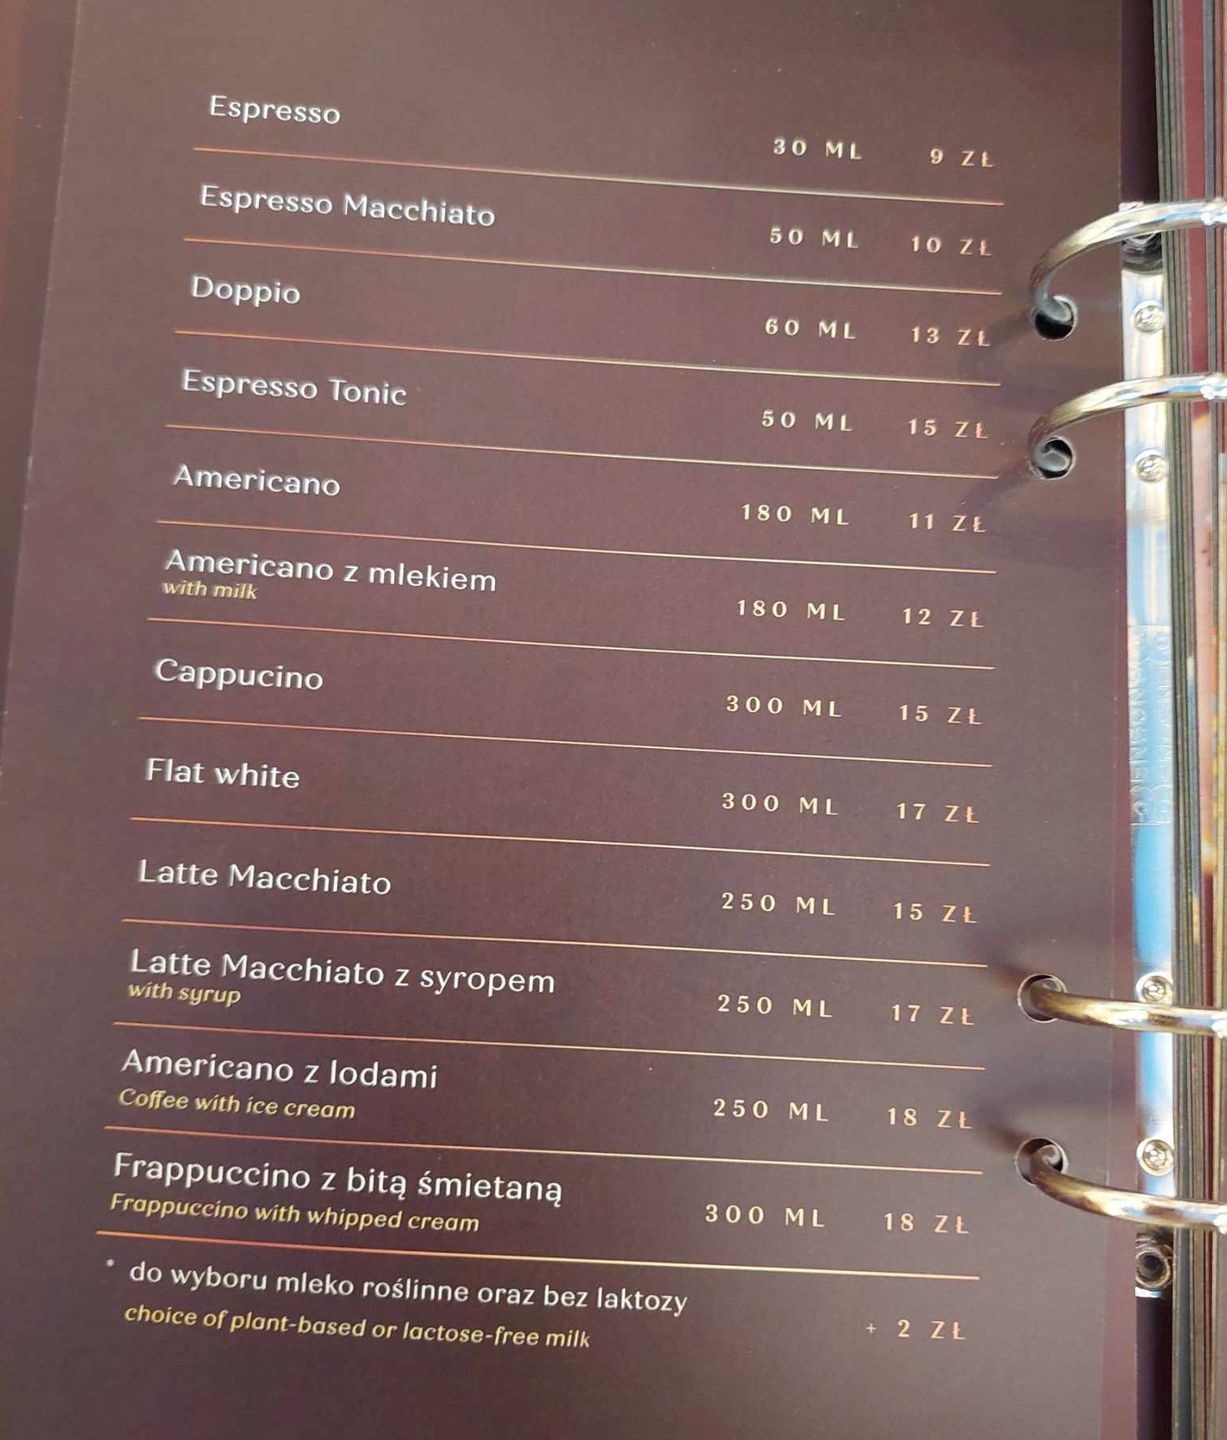 Espresso 30 ML 9 ZŁ
Espresso Macchiato 50 ML 10 ZŁ
Doppio 60 ML 13 ZŁ
Espresso Tonic 50 ML 15 ZŁ
Americano 180 ML 11 ZŁ
Americano z mlekiem 180 ML 12 ZŁ
with milk
Cappucino 300 ML 15 ZŁ
Flat white 300 ML 17 ZŁ
Latte Macchiato 250 ML 15 ZŁ
Latte Macchiato z syropem 250 ML 17 ZŁ
with syrup
Americano z lodami 250 ML 18 ZŁ
Coffee with ice cream
Frappuccino z bitą śmietaną 300 ML 18 ZŁ
Frappuccino with whipped cream
* do wyboru mleko roślinne oraz bez laktozy
choice of plant-based or lactose-free milk + 2 ZŁ